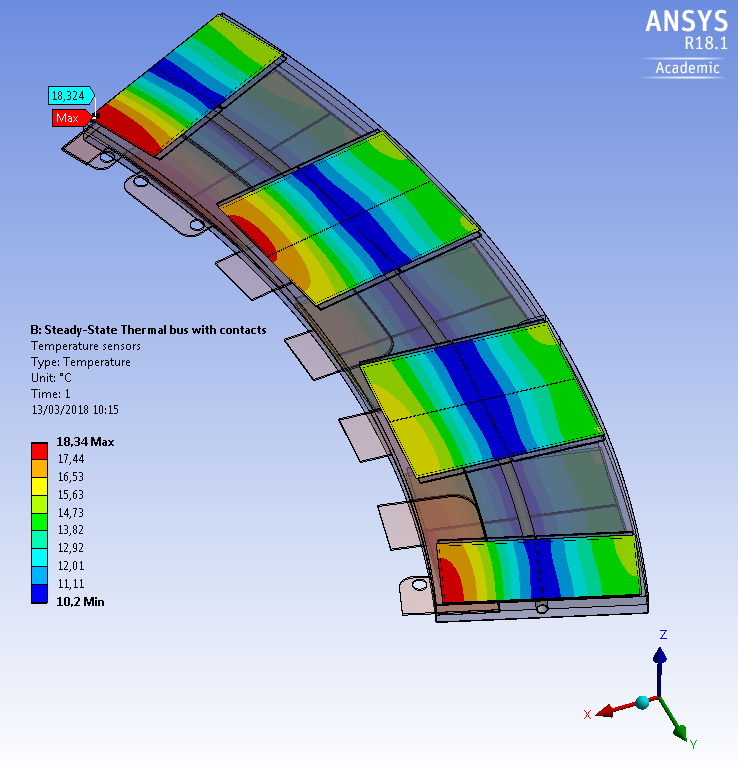 ANSYS
R18.1
Academic
18,324
Max
B: Steady-State Thermal bus with contacts
Temperature sensors
Type: Temperature
Unit: °C
Time: 1
13/03/2018 10:15
18,34 Max
17,44
16,53
15,63
14,73
13,82
12,92
12,01
11,11
10,2 Min
Z
X
Y